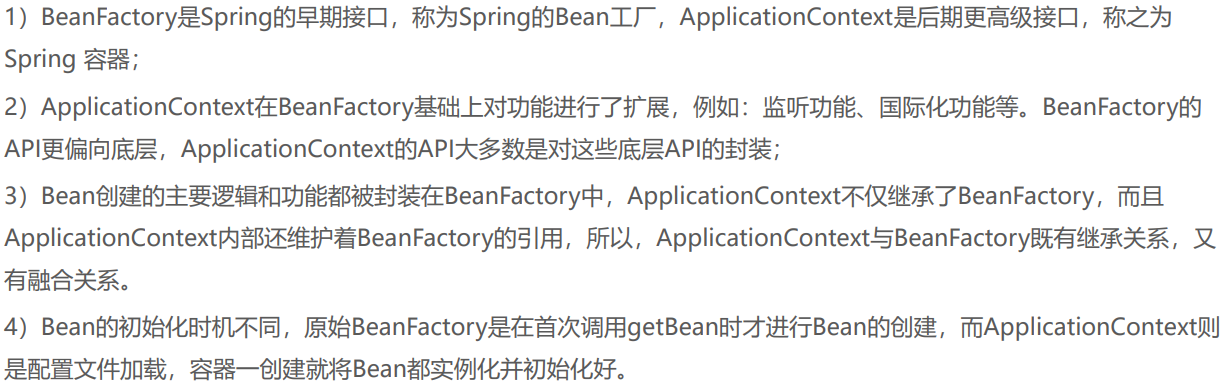 1）BeanFactory是Spring的早期接口，称为Spring的Bean工厂，ApplicationContext是后期更高级接口，称之为
Spring 容器；
2）ApplicationContext在BeanFactory基础上对功能进行了扩展，例如：监听功能、国际化功能等。BeanFactory的
API更偏向底层，ApplicationContext的API大多数是对这些底层API的封装；
3）Bean创建的主要逻辑和功能都被封装在BeanFactory中，ApplicationContext不仅继承了BeanFactory，而且
ApplicationContext内部还维护着BeanFactory的引用，所以，ApplicationContext与BeanFactory既有继承关系，又
有融合关系。
4）Bean的初始化时机不同，原始BeanFactory是在首次调用getBean时才进行Bean的创建，而ApplicationContext则
是配置文件加载，容器一创建就将Bean都实例化并初始化好。